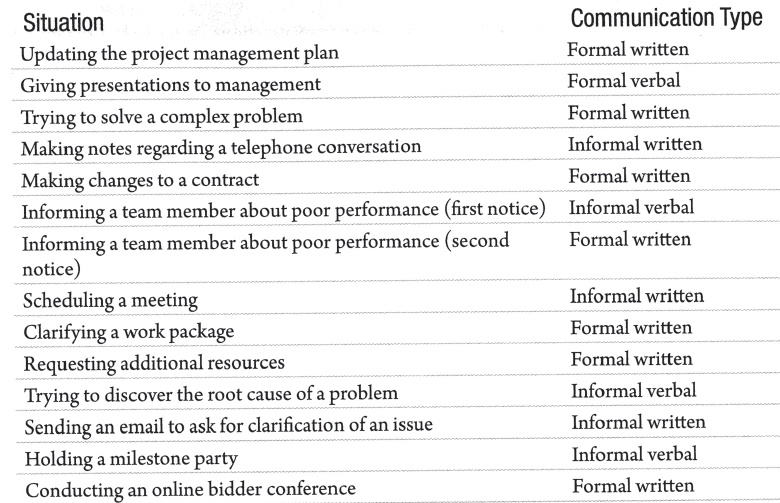 Situation Communication Type
Updating the project management plan Formal written
Giving presentations to management Formal verbal
Trying to solve a complex problem Formal written
Making notes regarding a telephone conversation Informal written
Making changes to a contract Formal written
Informing a team member about poor performance (first notice) Informal verbal
Informing a team member about poor performance (second Formal written
notice)
Scheduling a meeting Informal written
Clarifying a work package Formal written
Requesting additional resources Formal written
Trying to discover the root cause of a problem Informal verbal
Sending an email to ask for clarification of an issue Informal written
Holding a milestone party Informal verbal
Conducting an online bidder conference Formal written